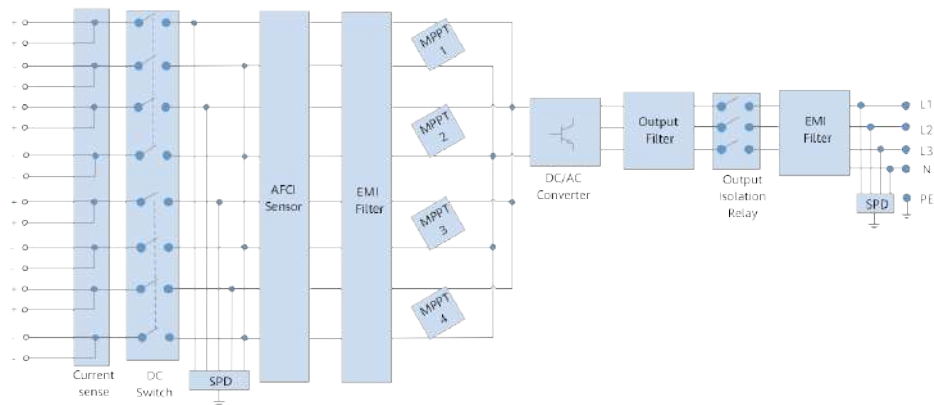 MPPT
1
MPPT
2
MPPT
3
MPPT
4
AFCI
Sensor
EMI
Filter
DC/AC
Converter
Output
Filter
Output
Isolation
Relay
EMI
Filter
L1
L2
L3
N
PE
SPD
Current
sense
DC
Switch
SPD